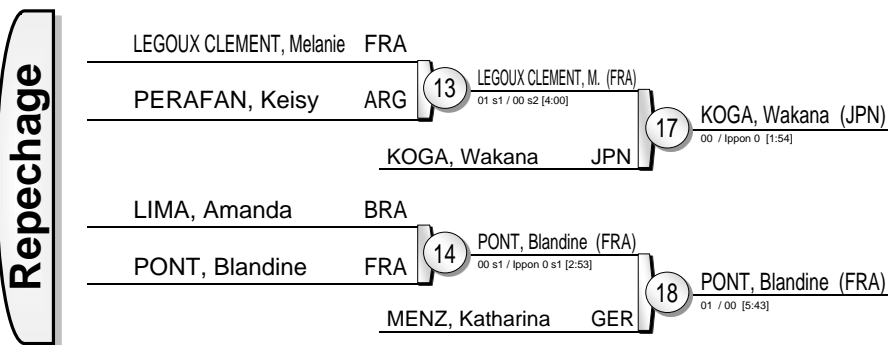 Repechage
LEGOUX CLEMENT, Melanie FRA
PERAFAN, Keisy ARG
13
LEGOUX CLEMENT, M. (FRA)
01 s1 / 00 s2 [4:00]
KOGA, Wakana JPN
17
KOGA, Wakana (JPN)
00 / Ippon 0 [1:54]
LIMA, Amanda BRA
PONT, Blandine FRA
14
PONT, Blandine (FRA)
00 s1 / Ippon 0 s1 [2:53]
MENZ, Katharina GER
18
PONT, Blandine (FRA)
01 / 00 [5:43]